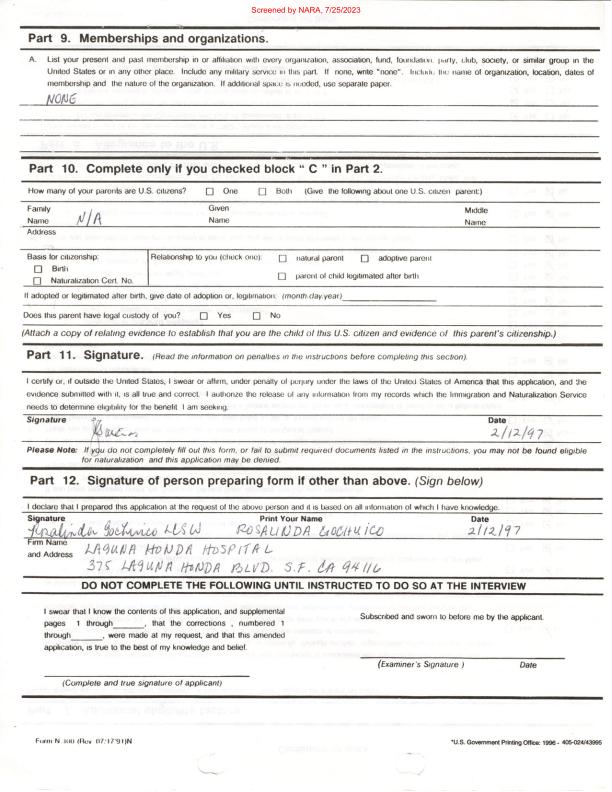 Screened by NARA, 7/25/2023
Part 9. Memberships and organizations.
A. List your present and past membership in or affiliation with every organization, association, fund, foundation, party, club, society, or similar group in the
United States or in any other place. Include any military service in this part. If none, write "none". Include the name of organization, location, dates of
membership and the nature of the organization. If additional space is needed, use separate paper.
NONE
Part 10. Complete only if you checked block " C " in Part 2.
How many of your parents are U.S. citizens? ☐ One ☐ Both (Give the following about one U.S. citizen parent:)
Family Given Middle
Name N/A Name Name
Address
Basis for citizenship: Relationship to you (check one): ☐ natural parent ☐ adoptive parent
☐ Birth
☐ Naturalization Cert. No. ☐ parent of child legitimated after birth
If adopted or legitimated after birth, give date of adoption or, legitimation: (month/day/year)
Does this parent have legal custody of you? ☐ Yes ☐ No
(Attach a copy of relating evidence to establish that you are the child of this U.S. citizen and evidence of this parent's citizenship.)
Part 11. Signature. (Read the information on penalties in the instructions before completing this section).
I certify or, if outside the United States, I swear or affirm, under penalty of perjury under the laws of the United States of America that this application, and the
evidence submitted with it, is all true and correct. I authorize the release of any information from my records which the Immigration and Naturalization Service
needs to determine eligibility for the benefit I am seeking.
Signature Date
2/12/97
Please Note: If you do not completely fill out this form, or fail to submit required documents listed in the instructions, you may not be found eligible
for naturalization and this application may be denied.
Part 12. Signature of person preparing form if other than above. (Sign below)
I declare that I prepared this application at the request of the above person and it is based on all information of which I have knowledge.
Signature Print Your Name Date
Rosalinda Gochuico LCSW ROSALINDA GOCHUICO 2/12/97
Firm Name
and Address LAGUNA HONDA HOSPITAL
375 LAGUNA HONDA BLVD. S.F. CA 94116
DO NOT COMPLETE THE FOLLOWING UNTIL INSTRUCTED TO DO SO AT THE INTERVIEW
I swear that I know the contents of this application, and supplemental
pages 1 through______, that the corrections , numbered 1
through______, were made at my request, and that this amended
application, is true to the best of my knowledge and belief.
Subscribed and sworn to before me by the applicant.
(Examiner's Signature ) Date
(Complete and true signature of applicant)
Form N-400 (Rev. 07/17/91)N
*U.S. Government Printing Office: 1996 - 405-024/43995